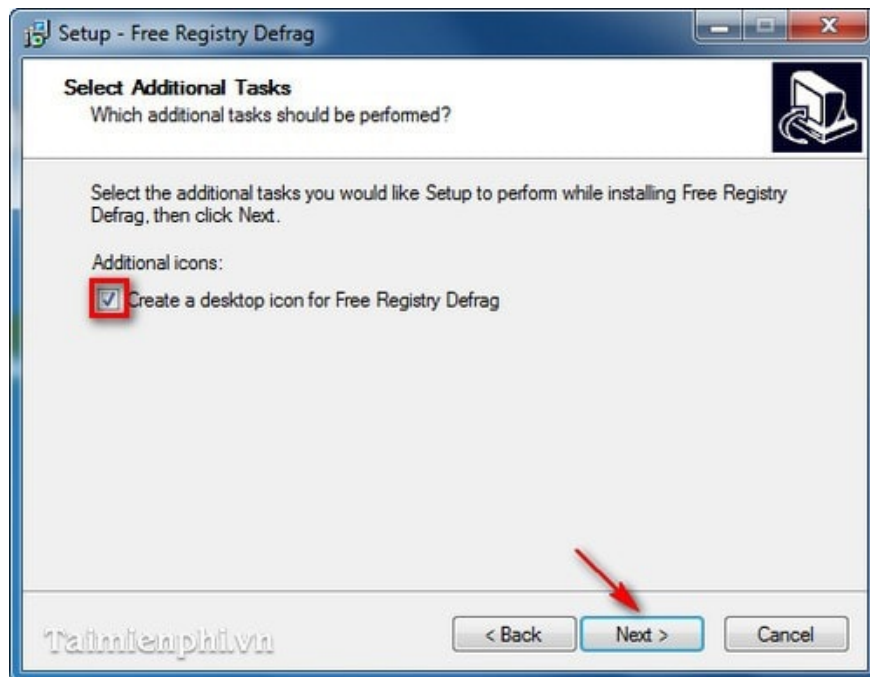 Setup - Free Registry Defrag
Select Additional Tasks
Which additional tasks should be performed?
Select the additional tasks you would like Setup to perform while installing Free Registry
Defrag, then click Next.
Additional icons:
Create a desktop icon for Free Registry Defrag
Taimienphi.vn
< Back
Next >
Cancel